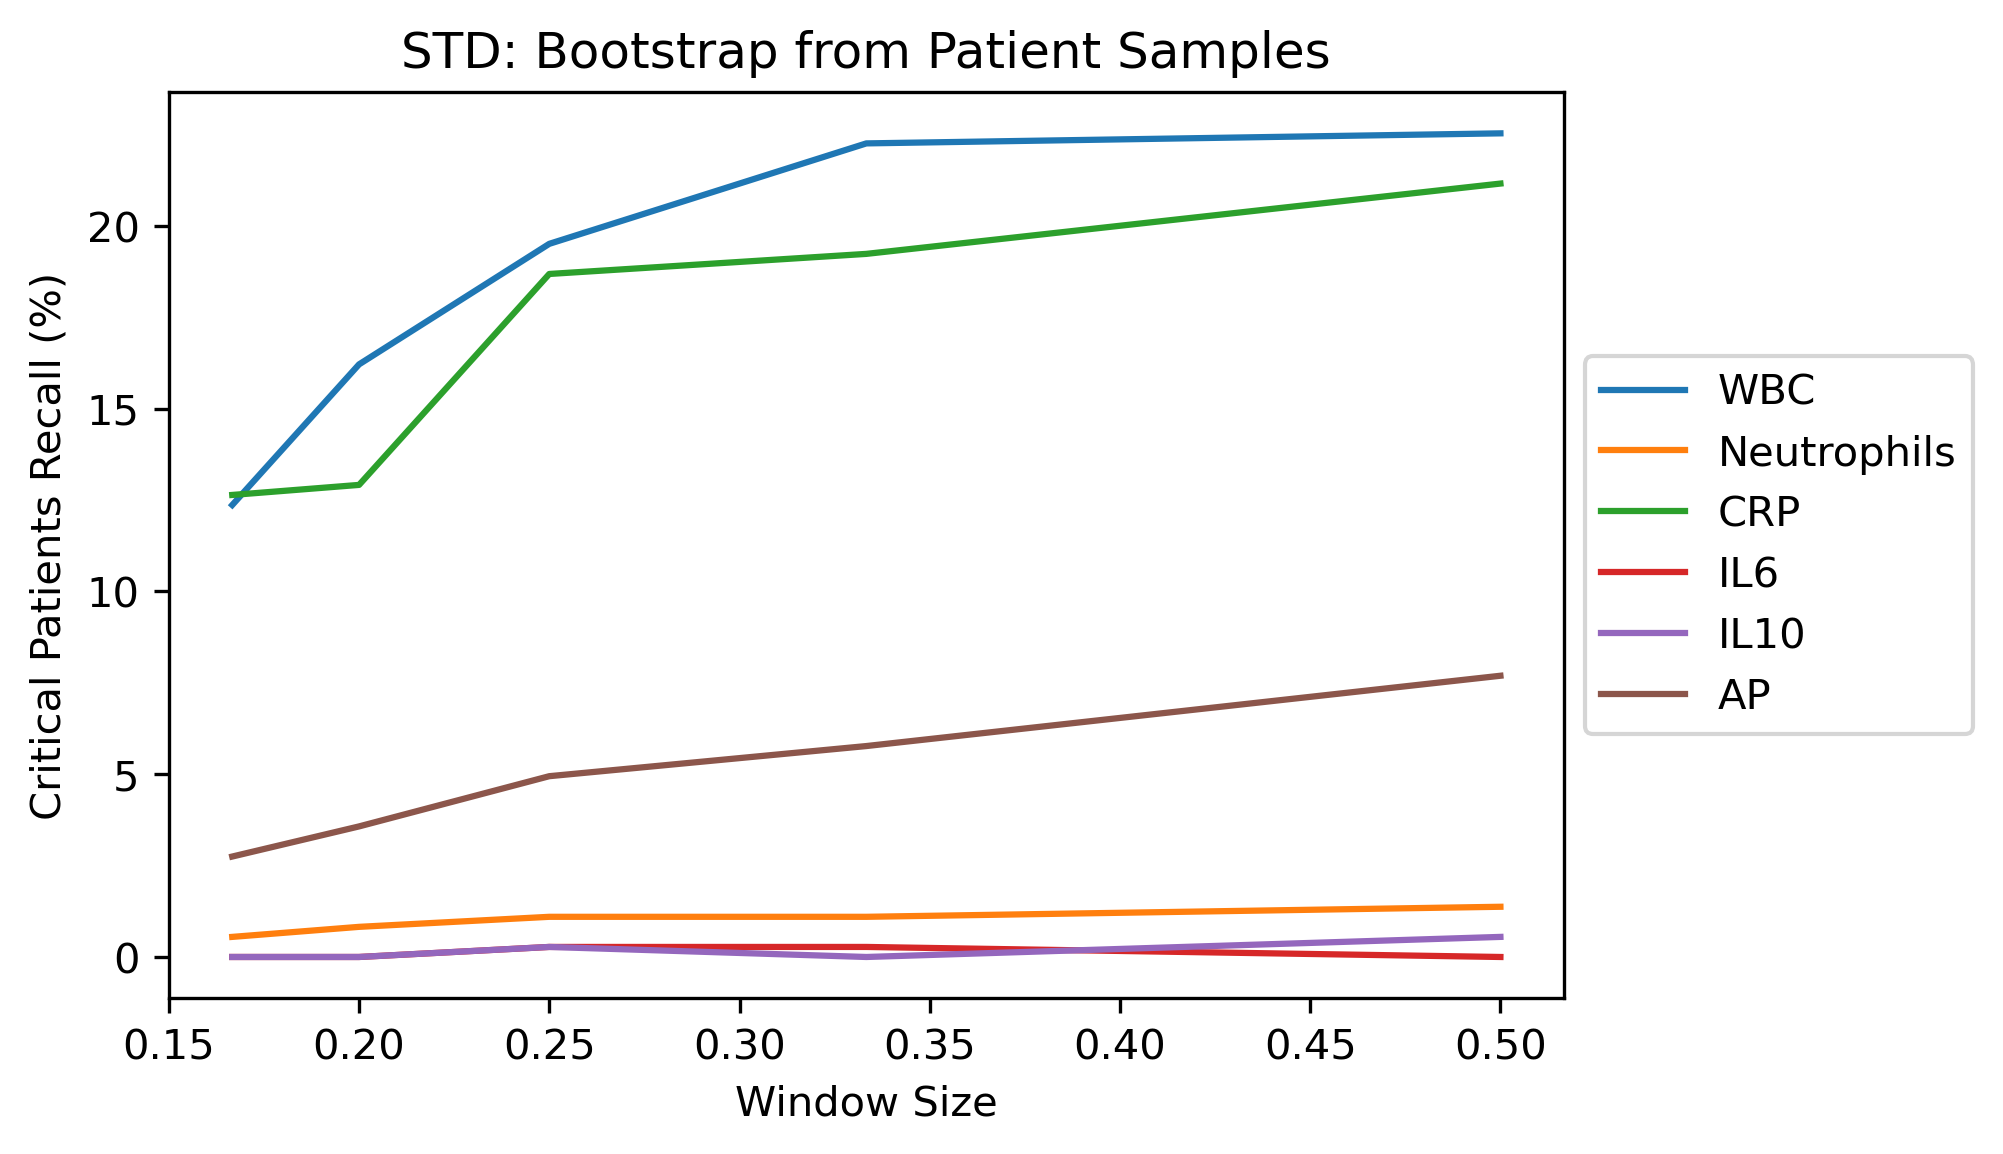 STD: Bootstrap from Patient Samples
Critical Patients Recall (%)
20
15
10
5
0
0.15 0.20 0.25 0.30 0.35 0.40 0.45 0.50
Window Size
WBC
Neutrophils
CRP
IL6
IL10
AP